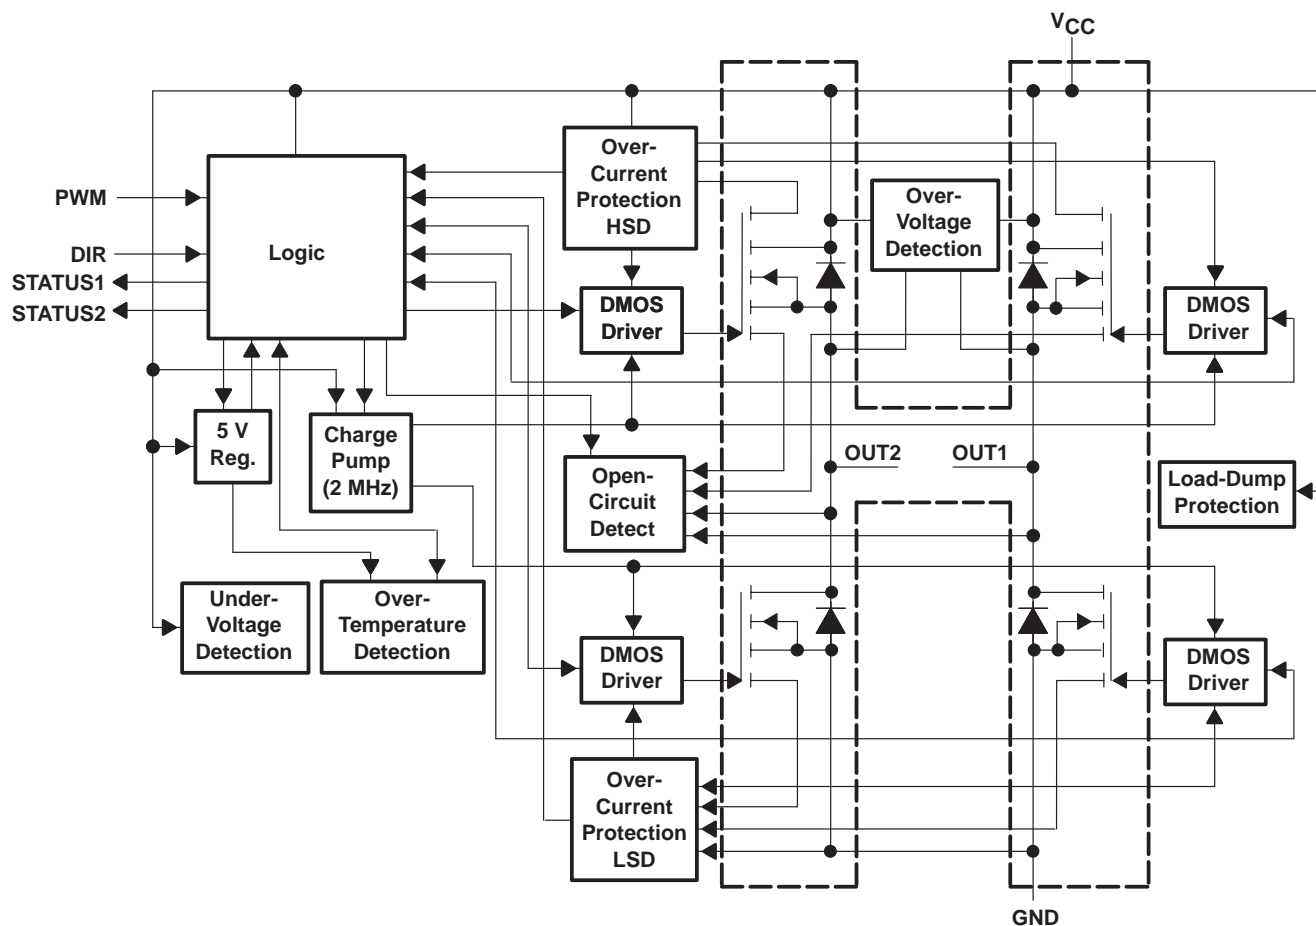 VCC
Over-
Current
Protection
HSD
PWM
DIR
STATUS1
STATUS2
Logic
Over-
Voltage
Detection
DMOS
Driver
DMOS
Driver
5 V
Reg.
Charge
Pump
(2 MHz)
Open-
Circuit
Detect
OUT2
OUT1
Load-Dump
Protection
Under-
Voltage
Detection
Over-
Temperature
Detection
DMOS
Driver
DMOS
Driver
Over-
Current
Protection
LSD
GND